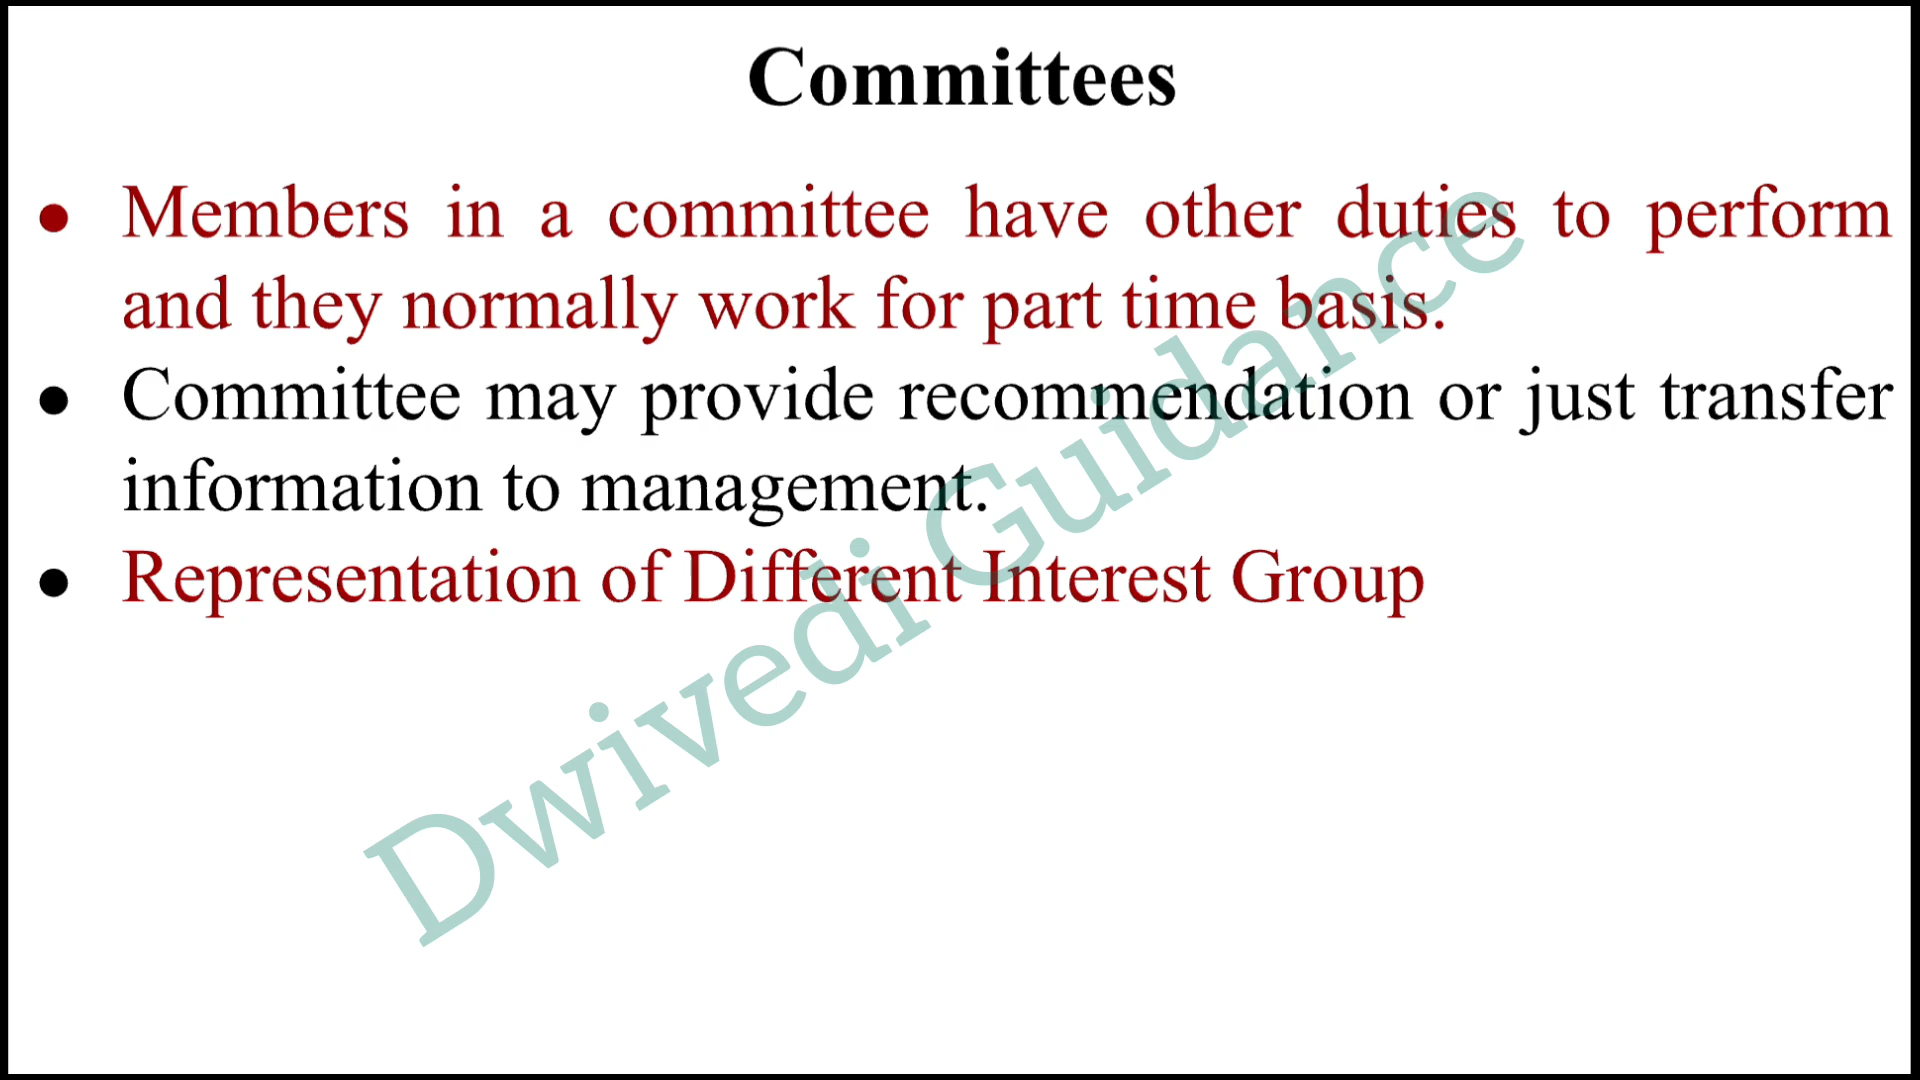 Committees
● Members in a committee have other duties to perform
and they normally work for part time basis.
● Committee may provide recommendation or just transfer
information to management.
● Representation of Different Interest Group
Dwivedi Guidance